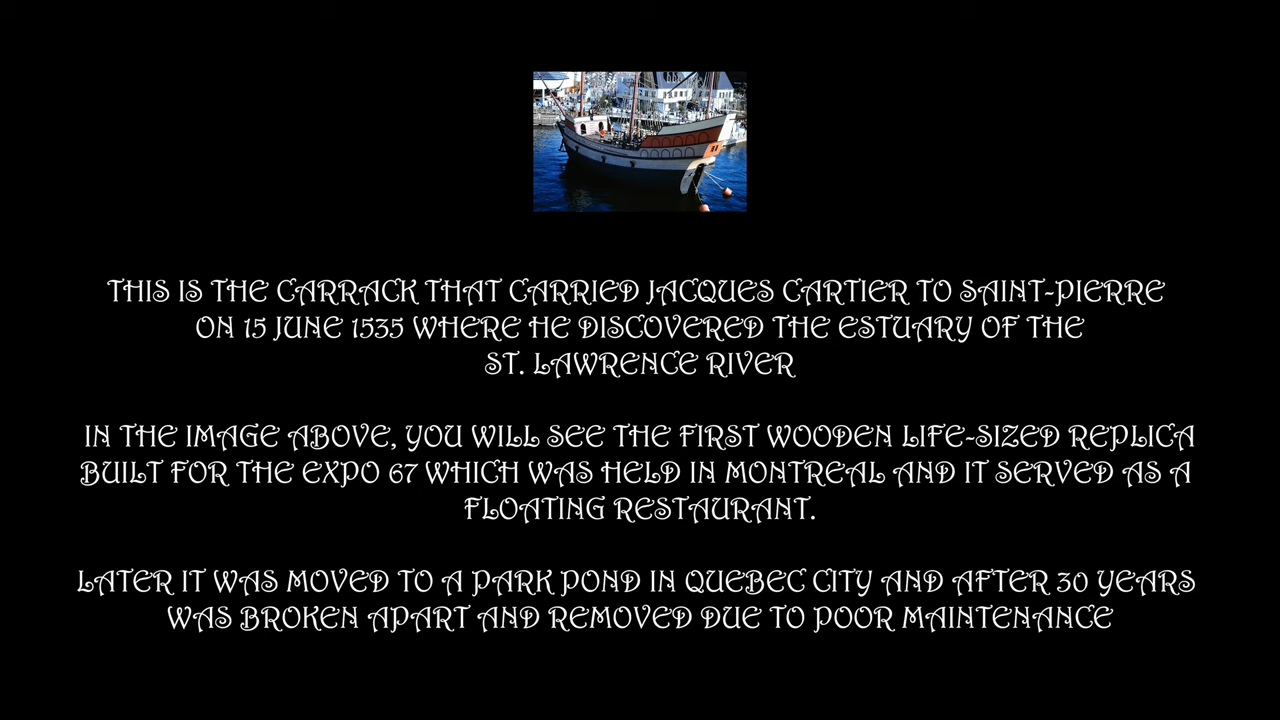 THIS IS THE CARRACK THAT CARRIED JACQUES CARTIER TO SAINT-PIERRE
ON 15 JUNE 1535 WHERE HE DISCOVERED THE ESTUARY OF THE
ST. LAWRENCE RIVER
IN THE IMAGE ABOVE, YOU WILL SEE THE FIRST WOODEN LIFE-SIZED REPLICA
BUILT FOR THE EXPO 67 WHICH WAS HELD IN MONTREAL AND IT SERVED AS A
FLOATING RESTAURANT.
LATER IT WAS MOVED TO A PARK POND IN QUEBEC CITY AND AFTER 30 YEARS
WAS BROKEN APART AND REMOVED DUE TO POOR MAINTENANCE